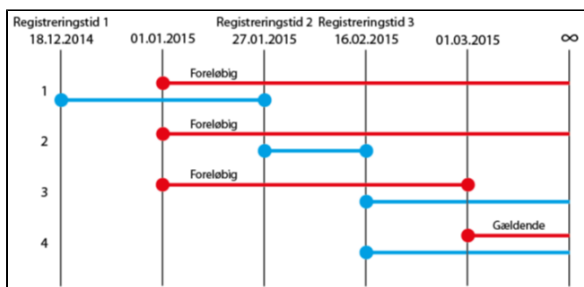 Registreringstid 1 Registreringstid 2 Registreringstid 3
18.12.2014 01.01.2015 27.01.2015 16.02.2015 01.03.2015 ∞
Foreløbig
1
Foreløbig
2
Foreløbig
3
Gældende
4